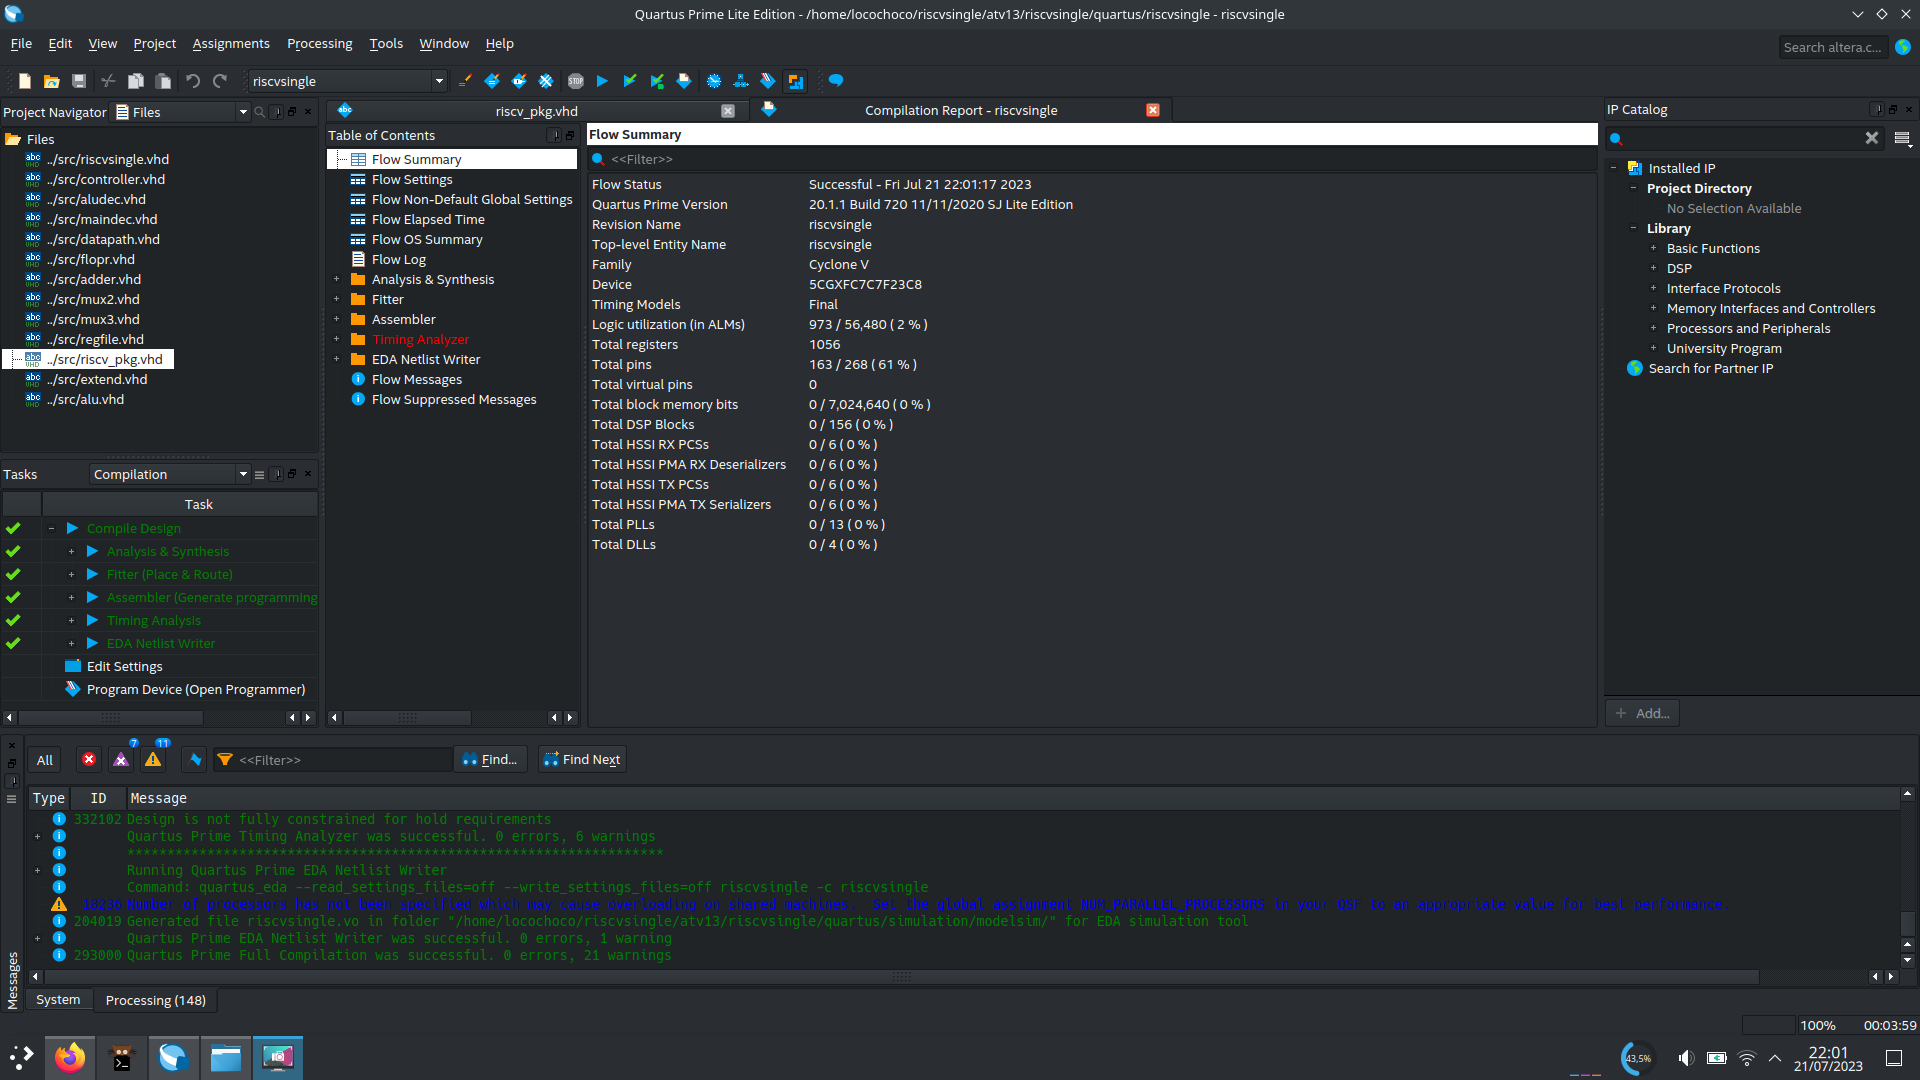 Quartus Prime Lite Edition - /home/locochoco/riscvsingle/atv13/riscvsingle/quartus/riscvsingle - riscvsingle
File Edit View Project Assignments Processing Tools Window Help
Search altera.c...
riscvsingle
STOP
Project Navigator Files
Files
../src/riscvsingle.vhd
../src/controller.vhd
../src/aludec.vhd
../src/maindec.vhd
../src/datapath.vhd
../src/flopr.vhd
../src/adder.vhd
../src/mux2.vhd
../src/mux3.vhd
../src/regfile.vhd
../src/riscv_pkg.vhd
../src/extend.vhd
../src/alu.vhd
Tasks Compilation
Task
Compile Design
Analysis & Synthesis
Fitter (Place & Route)
Assembler (Generate programming
Timing Analysis
EDA Netlist Writer
Edit Settings
Program Device (Open Programmer)
riscv_pkg.vhd
Compilation Report - riscvsingle
Table of Contents
Flow Summary
Flow Settings
Flow Non-Default Global Settings
Flow Elapsed Time
Flow OS Summary
Flow Log
Analysis & Synthesis
Fitter
Assembler
Timing Analyzer
EDA Netlist Writer
Flow Messages
Flow Suppressed Messages
Flow Summary
<<Filter>>
Flow Status Successful - Fri Jul 21 22:01:17 2023
Quartus Prime Version 20.1.1 Build 720 11/11/2020 SJ Lite Edition
Revision Name riscvsingle
Top-level Entity Name riscvsingle
Family Cyclone V
Device 5CGXFC7C7F23C8
Timing Models Final
Logic utilization (in ALMs) 973 / 56,480 ( 2 % )
Total registers 1056
Total pins 163 / 268 ( 61 % )
Total virtual pins 0
Total block memory bits 0 / 7,024,640 ( 0 % )
Total DSP Blocks 0 / 156 ( 0 % )
Total HSSI RX PCSs 0 / 6 ( 0 % )
Total HSSI PMA RX Deserializers 0 / 6 ( 0 % )
Total HSSI TX PCSs 0 / 6 ( 0 % )
Total HSSI PMA TX Serializers 0 / 6 ( 0 % )
Total PLLs 0 / 13 ( 0 % )
Total DLLs 0 / 4 ( 0 % )
IP Catalog
Installed IP
Project Directory
No Selection Available
Library
Basic Functions
DSP
Interface Protocols
Memory Interfaces and Controllers
Processors and Peripherals
University Program
Search for Partner IP
+ Add...
All 7 11 <<Filter>> Find... Find Next
Type ID Message
332102 Design is not fully constrained for hold requirements
Quartus Prime Timing Analyzer was successful. 0 errors, 6 warnings
*******************************************************************
Running Quartus Prime EDA Netlist Writer
Command: quartus_eda --read_settings_files=off --write_settings_files=off riscvsingle -c riscvsingle
18236 Number of processors has not been specified which may cause overloading on shared machines.  Set the global assignment NUM_PARALLEL_PROCESSORS in your QSF to an appropriate value for best performance.
204019 Generated file riscvsingle.vo in folder "/home/locochoco/riscvsingle/atv13/riscvsingle/quartus/simulation/modelsim/" for EDA simulation tool
Quartus Prime EDA Netlist Writer was successful. 0 errors, 1 warning
293000 Quartus Prime Full Compilation was successful. 0 errors, 21 warnings
Messages
System Processing (148)
100% 00:03:59
43,5%
22:01
21/07/2023